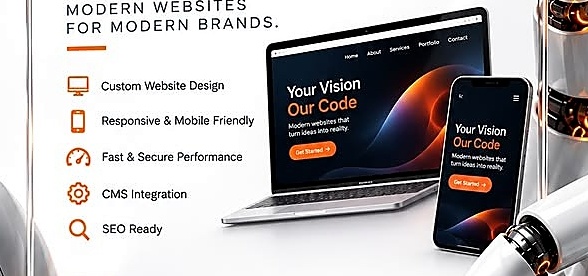 MODERN WEBSITES
FOR MODERN BRANDS.
Custom Website Design
Responsive & Mobile Friendly
Fast & Secure Performance
CMS Integration
SEO Ready
Home About Services Portfolio Contact
Your Vision
Our Code
Modern websites that
turn ideas into reality.
Get Started →
Your Vision
Our Code
Modern websites that
turn ideas into reality.
Get Started →